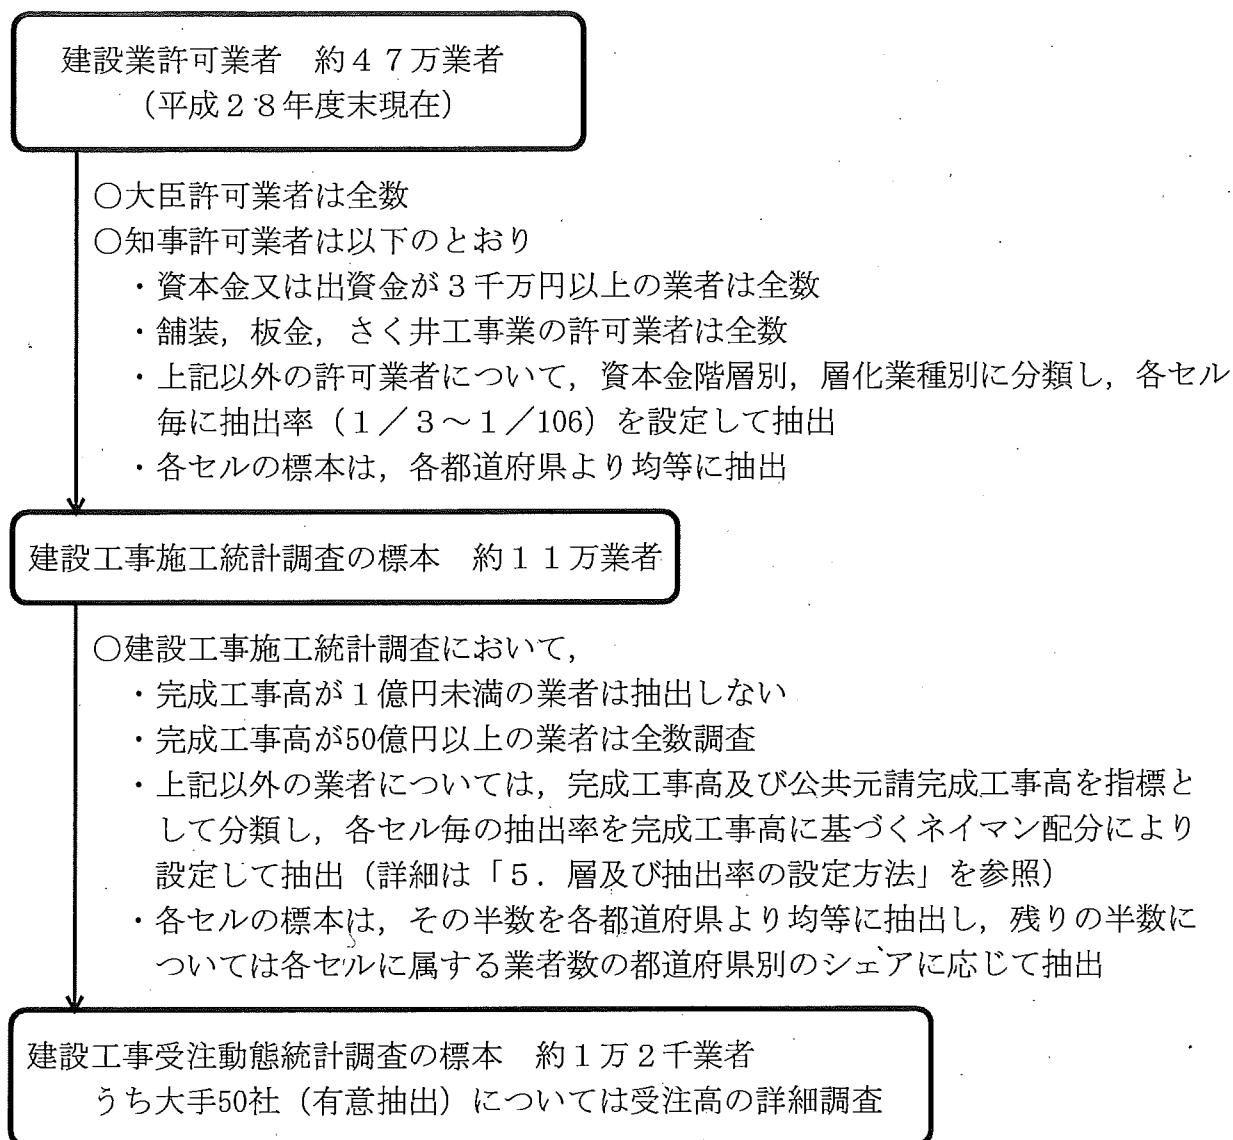 建設業許可業者　約４７万業者
（平成２８年度末現在）
○大臣許可業者は全数
○知事許可業者は以下のとおり
・資本金又は出資金が３千万円以上の業者は全数
・舗装，板金，さく井工事業の許可業者は全数
・上記以外の許可業者について，資本金階層別，層化業種別に分類し，各セル
毎に抽出率（１／３～１／106）を設定して抽出
・各セルの標本は，各都道府県より均等に抽出
建設工事施工統計調査の標本　約１１万業者
○建設工事施工統計調査において，
・完成工事高が１億円未満の業者は抽出しない
・完成工事高が50億円以上の業者は全数調査
・上記以外の業者については，完成工事高及び公共元請完成工事高を指標と
して分類し，各セル毎の抽出率を完成工事高に基づくネイマン配分により
設定して抽出（詳細は「５．層及び抽出率の設定方法」を参照）
・各セルの標本は，その半数を各都道府県より均等に抽出し，残りの半数に
ついては各セルに属する業者数の都道府県別のシェアに応じて抽出
建設工事受注動態統計調査の標本　約１万２千業者
うち大手50社（有意抽出）については受注高の詳細調査